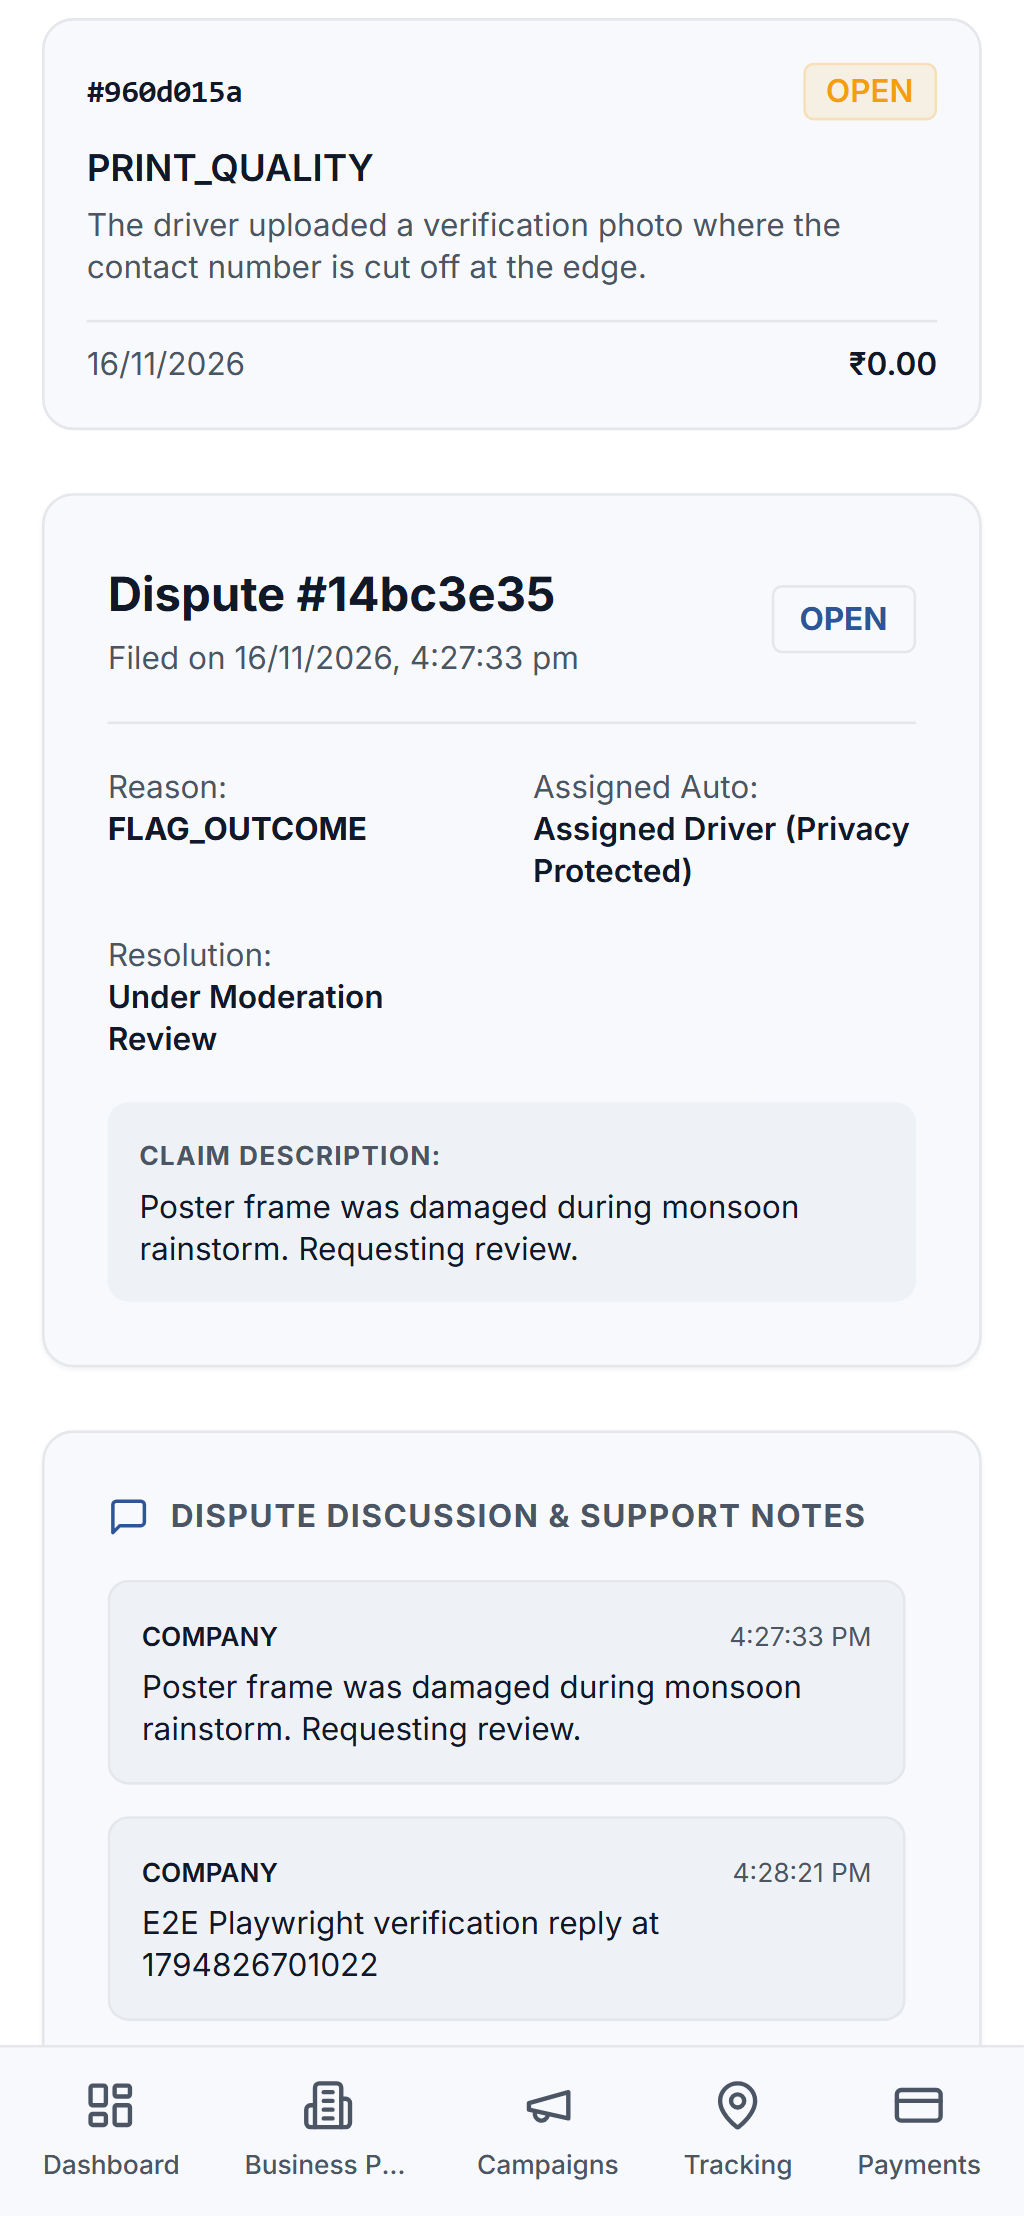 #960d015a
OPEN
PRINT_QUALITY
The driver uploaded a verification photo where the
contact number is cut off at the edge.
16/11/2026
₹0.00
Dispute #14bc3e35
OPEN
Filed on 16/11/2026, 4:27:33 pm
Reason:
FLAG_OUTCOME
Assigned Auto:
Assigned Driver (Privacy
Protected)
Resolution:
Under Moderation
Review
CLAIM DESCRIPTION:
Poster frame was damaged during monsoon
rainstorm. Requesting review.
DISPUTE DISCUSSION & SUPPORT NOTES
COMPANY
4:27:33 PM
Poster frame was damaged during monsoon
rainstorm. Requesting review.
COMPANY
4:28:21 PM
E2E Playwright verification reply at
1794826701022
Dashboard
Business P...
Campaigns
Tracking
Payments